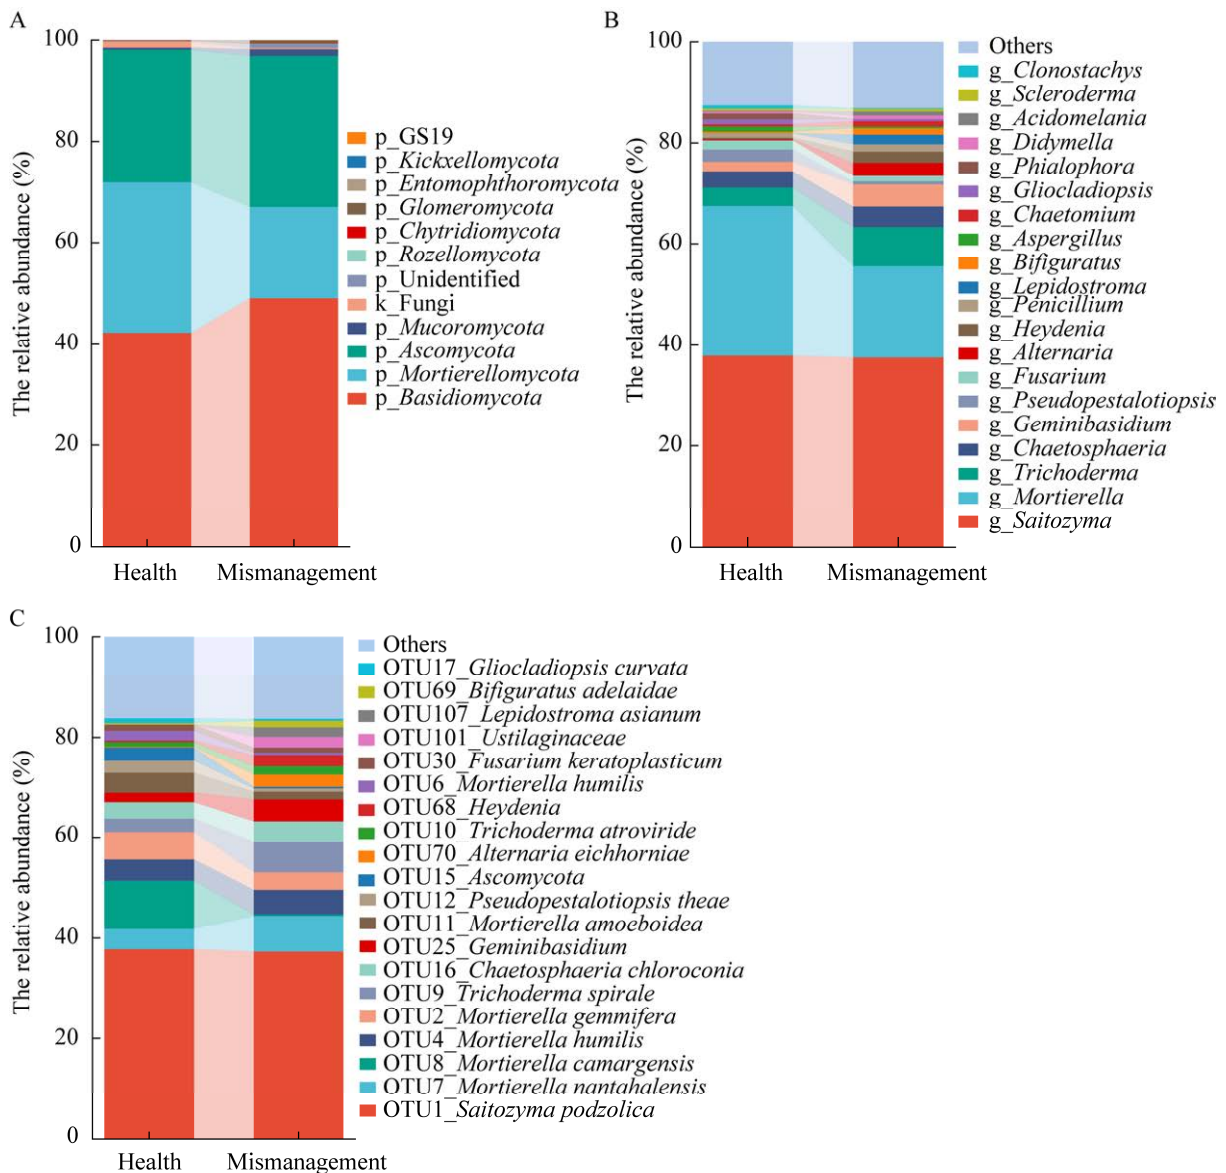 A
100
80
60
40
20
0
The relative abundance (%)
Health
Mismanagement
p_GS19
p_Kickxellomycota
p_Entomophthoromycota
p_Glomeromycota
p_Chytridiomycota
p_Rozellomycota
p_Unidentified
k_Fungi
p_Mucoromycota
p_Ascomycota
p_Mortierellomycota
p_Basidiomycota
B
100
80
60
40
20
0
The relative abundance (%)
Health
Mismanagement
Others
g_Clonostachys
g_Scleroderma
g_Acidomelania
g_Didymella
g_Phialophora
g_Gliocladiopsis
g_Chaetomium
g_Aspergillus
g_Bifiguratus
g_Lepidostroma
g_Penicillium
g_Heydenia
g_Alternaria
g_Fusarium
g_Pseudopestalotiopsis
g_Geminibasidium
g_Chaetosphaeria
g_Trichoderma
g_Mortierella
g_Saitozyma
C
100
80
60
40
20
0
The relative abundance (%)
Health
Mismanagement
Others
OTU17_Gliocladiopsis curvata
OTU69_Bifiguratus adelaidae
OTU107_Lepidostroma asianum
OTU101_Ustilaginaceae
OTU30_Fusarium keratoplasticum
OTU6_Mortierella humilis
OTU68_Heydenia
OTU10_Trichoderma atroviride
OTU70_Alternaria eichhorniae
OTU15_Ascomycota
OTU12_Pseudopestalotiopsis theae
OTU11_Mortierella amoeboidea
OTU25_Geminibasidium
OTU16_Chaetosphaeria chloroconia
OTU9_Trichoderma spirale
OTU2_Mortierella gemmifera
OTU4_Mortierella humilis
OTU8_Mortierella camargensis
OTU7_Mortierella nantahalensis
OTU1_Saitozyma podzolica